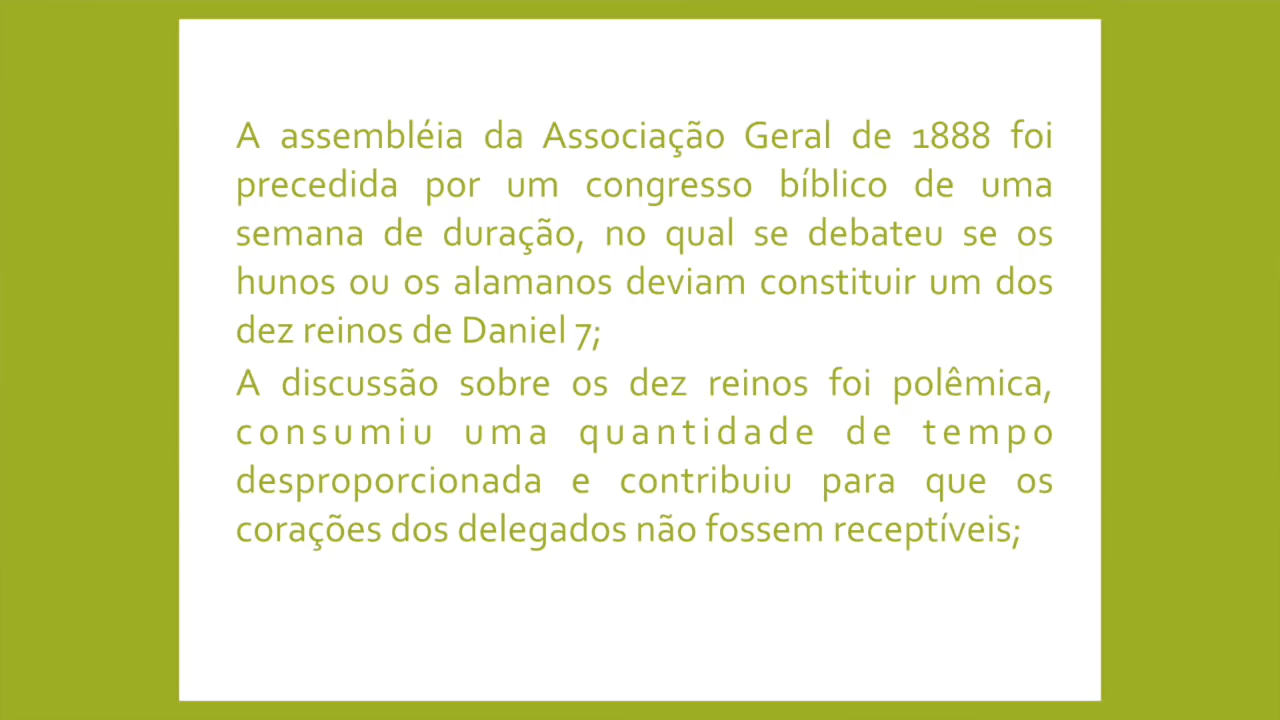 A assembléia da Associação Geral de 1888 foi
precedida por um congresso bíblico de uma
semana de duração, no qual se debateu se os
hunos ou os alamanos deviam constituir um dos
dez reinos de Daniel 7;
A discussão sobre os dez reinos foi polêmica,
consumiu uma quantidade de tempo
desproporcionada e contribuiu para que os
corações dos delegados não fossem receptíveis;